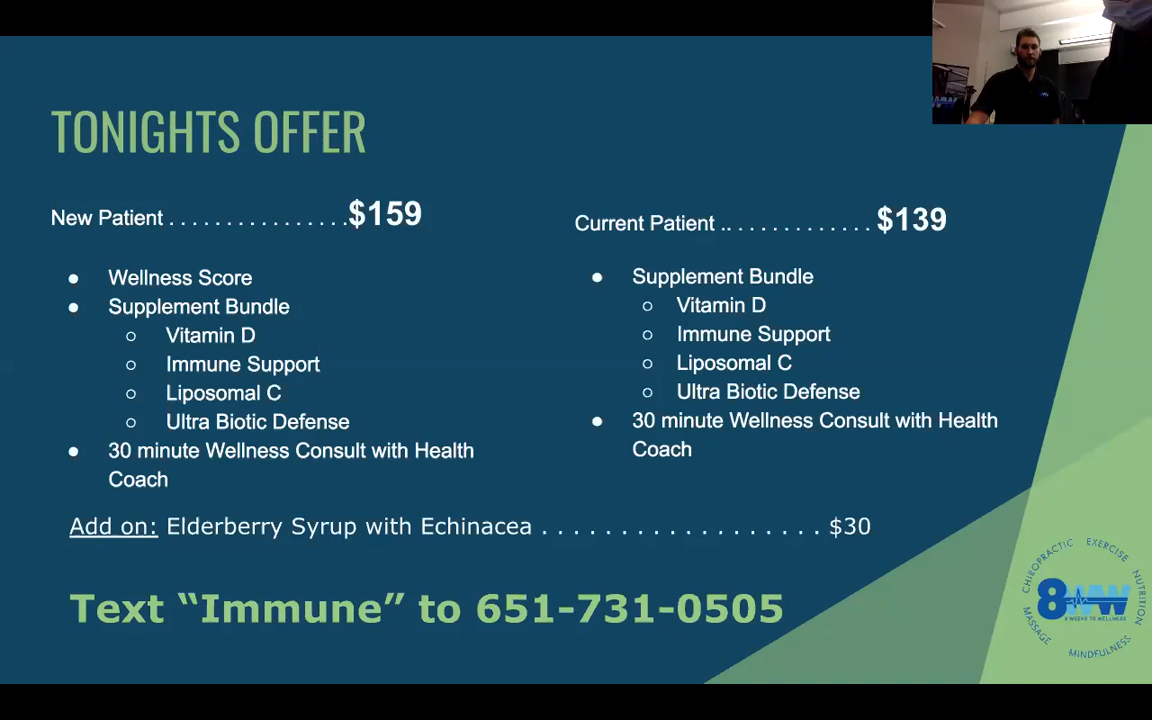 TONIGHTS OFFER
New Patient . . . . . . . . . . . . . . . .$159
● Wellness Score
● Supplement Bundle
○ Vitamin D
○ Immune Support
○ Liposomal C
○ Ultra Biotic Defense
● 30 minute Wellness Consult with Health
Coach
Current Patient .. . . . . . . . . . . . . $139
● Supplement Bundle
○ Vitamin D
○ Immune Support
○ Liposomal C
○ Ultra Biotic Defense
● 30 minute Wellness Consult with Health
Coach
Add on: Elderberry Syrup with Echinacea . . . . . . . . . . . . . . . . . . $30
Text “Immune” to 651-731-0505
CHIROPRACTIC EXERCISE NUTRITION MINDFULNESS MASSAGE
8WW
8 WEEKS TO WELLNESS